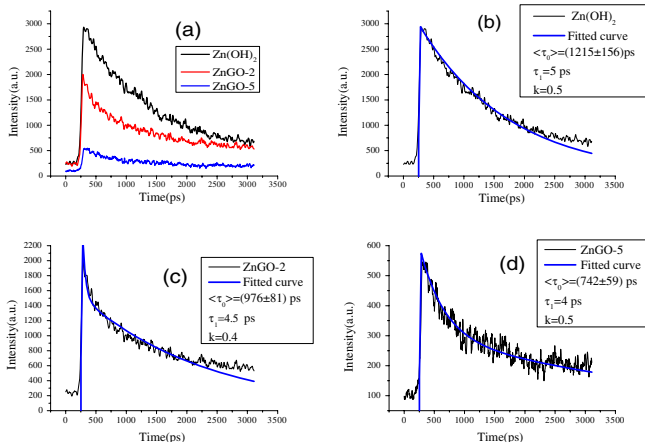 (a)
Zn(OH)2
ZnGO-2
ZnGO-5
Intensity(a.u.)
3000
2500
2000
1500
1000
500
0
0 500 1000 1500 2000 2500 3000 3500
Time(ps)
(b)
Zn(OH)2
Fitted curve
<τ0>=(1215±156)ps
τ1=5 ps
k=0.5
Intensity(a.u.)
3000
2500
2000
1500
1000
500
0
0 500 1000 1500 2000 2500 3000 3500
Time(ps)
(c)
ZnGO-2
Fitted curve
<τ0>=(976±81) ps
τ1=4.5 ps
k=0.4
Intensity(a.u.)
2200
2000
1800
1600
1400
1200
1000
800
600
400
200
0
0 500 1000 1500 2000 2500 3000 3500
Time(ps)
(d)
ZnGO-5
Fitted curve
<τ0>=(742±59) ps
τ1=4 ps
k=0.5
Intensity(a.u.)
600
500
400
300
200
100
0 500 1000 1500 2000 2500 3000 3500
Time(ps)